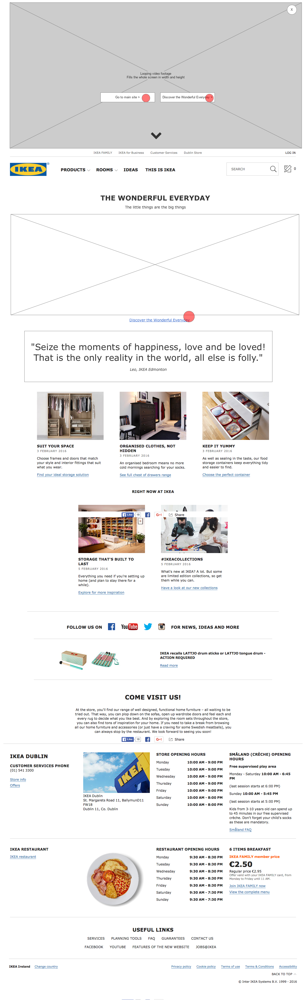 X
Looping video footage
Fills the whole screen in width and height
Go to main site >
Discover the Wonderful Everyday >
IKEA FAMILY IKEA for Business Customer Services Dublin Store LOG IN
IKEA ®
PRODUCTS ROOMS IDEAS THIS IS IKEA
SEARCH
0
THE WONDERFUL EVERYDAY
The little things are the big things
Discover the Wonderful Everyday
"Seize the moments of happiness, love and be loved!
That is the only reality in the world, all else is folly."
Leo, IKEA Edmonton
SUIT YOUR SPACE
3 FEBRUARY 2016
Choose frames and doors that match
your style and interior fittings that suit
what you wear.
Find your ideal storage solution
ORGANISED CLOTHES, NOT
HIDDEN
3 FEBRUARY 2016
An organised bedroom means no more
cold mornings searching for your socks.
See full chest of drawers range
KEEP IT YUMMY
3 FEBRUARY 2016
As well as sealing in the taste, our food
storage containers keep everything tidy
and easier to find.
Choose the perfect container
RIGHT NOW AT IKEA
Like 18 G+1 Share
STORAGE THAT'S BUILT TO
LAST
5 FEBRUARY 2016
Everything you need if you're setting up
home (and plan to stay there for a
while).
Explore for more inspiration
#IKEACOLLECTIONS
5 FEBRUARY 2016
What's new at IKEA? A lot. But some
are limited edition collections, so get
them while you can.
Have a look at our new collections
FOLLOW US ON YouTube FOR NEWS, IDEAS AND MORE
IKEA recalls LATTJO drum sticks or LATTJO tongue drum -
ACTION REQUIRED
Read more
COME VISIT US!
At the store, you'll find our range of well designed, functional home furniture – all waiting to be
tried out. That way, you can plop down on the sofas, open up wardrobe doors and feel each and
every rug to decide what you like best. And by exploring the room sets throughout the store,
you can also find tons of inspiration for your home. If you need to take a break from browsing
all our home furniture and accessories (or just have a craving for some Swedish meatballs), you
can always stop by the restaurant. We look forward to seeing you soon!
Like 18 G+1 Share
IKEA DUBLIN
CUSTOMER SERVICES PHONE
(01) 541 3300
Store info
Offers
IKEA
IKEA Dublin
St. Margarets Road 11, BallymunD11
FW18
Dublin 11, Co. Dublin
STORE OPENING HOURS
Monday 10:00 AM - 9:00 PM
Tuesday 10:00 AM - 9:00 PM
Wednesday 10:00 AM - 9:00 PM
Thursday 10:00 AM - 9:00 PM
Friday 10:00 AM - 9:00 PM
Saturday 10:00 AM - 8:00 PM
Sunday 10:00 AM - 8:00 PM
SMÅLAND (CRÈCHE) OPENING
HOURS
Free supervised play area
Monday - Saturday 10:00 AM - 6:45
PM
(last session starts at 6:00 PM)
Sunday 10:00 AM - 5:45 PM
(last session starts at 5:00 PM)
Kids from 3-10 years old can spend up
to 45 minutes in our free supervised
crèche. Don't forget your child's socks
as these are mandatory.
Småland FAQ
IKEA RESTAURANT
IKEA restaurant
RESTAURANT OPENING HOURS
Monday 9:30 AM - 8:30 PM
Tuesday 9:30 AM - 8:30 PM
Wednesday 9:30 AM - 8:30 PM
Thursday 9:30 AM - 8:30 PM
Friday 9:30 AM - 8:30 PM
Saturday 9:30 AM - 7:30 PM
Sunday 9:30 AM - 7:30 PM
6 ITEMS BREAKFAST
IKEA FAMILY member price
€2.50
Regular price €2.95
Offer valid with your IKEA FAMILY card, from
Monday to Friday until 11 AM.
Join IKEA FAMILY now
View the complete menu
USEFUL LINKS
SERVICES PLANNING TOOLS FAQ GUARANTEES CONTACT US
FACEBOOK YOUTUBE FEATURES OF THE NEW WEBSITE JOBS@IKEA
IKEA Ireland Change country Privacy policy Cookie policy Terms of use Terms & Conditions Accessibility
BACK TO TOP
© Inter IKEA Systems B.V. 1999 - 2016